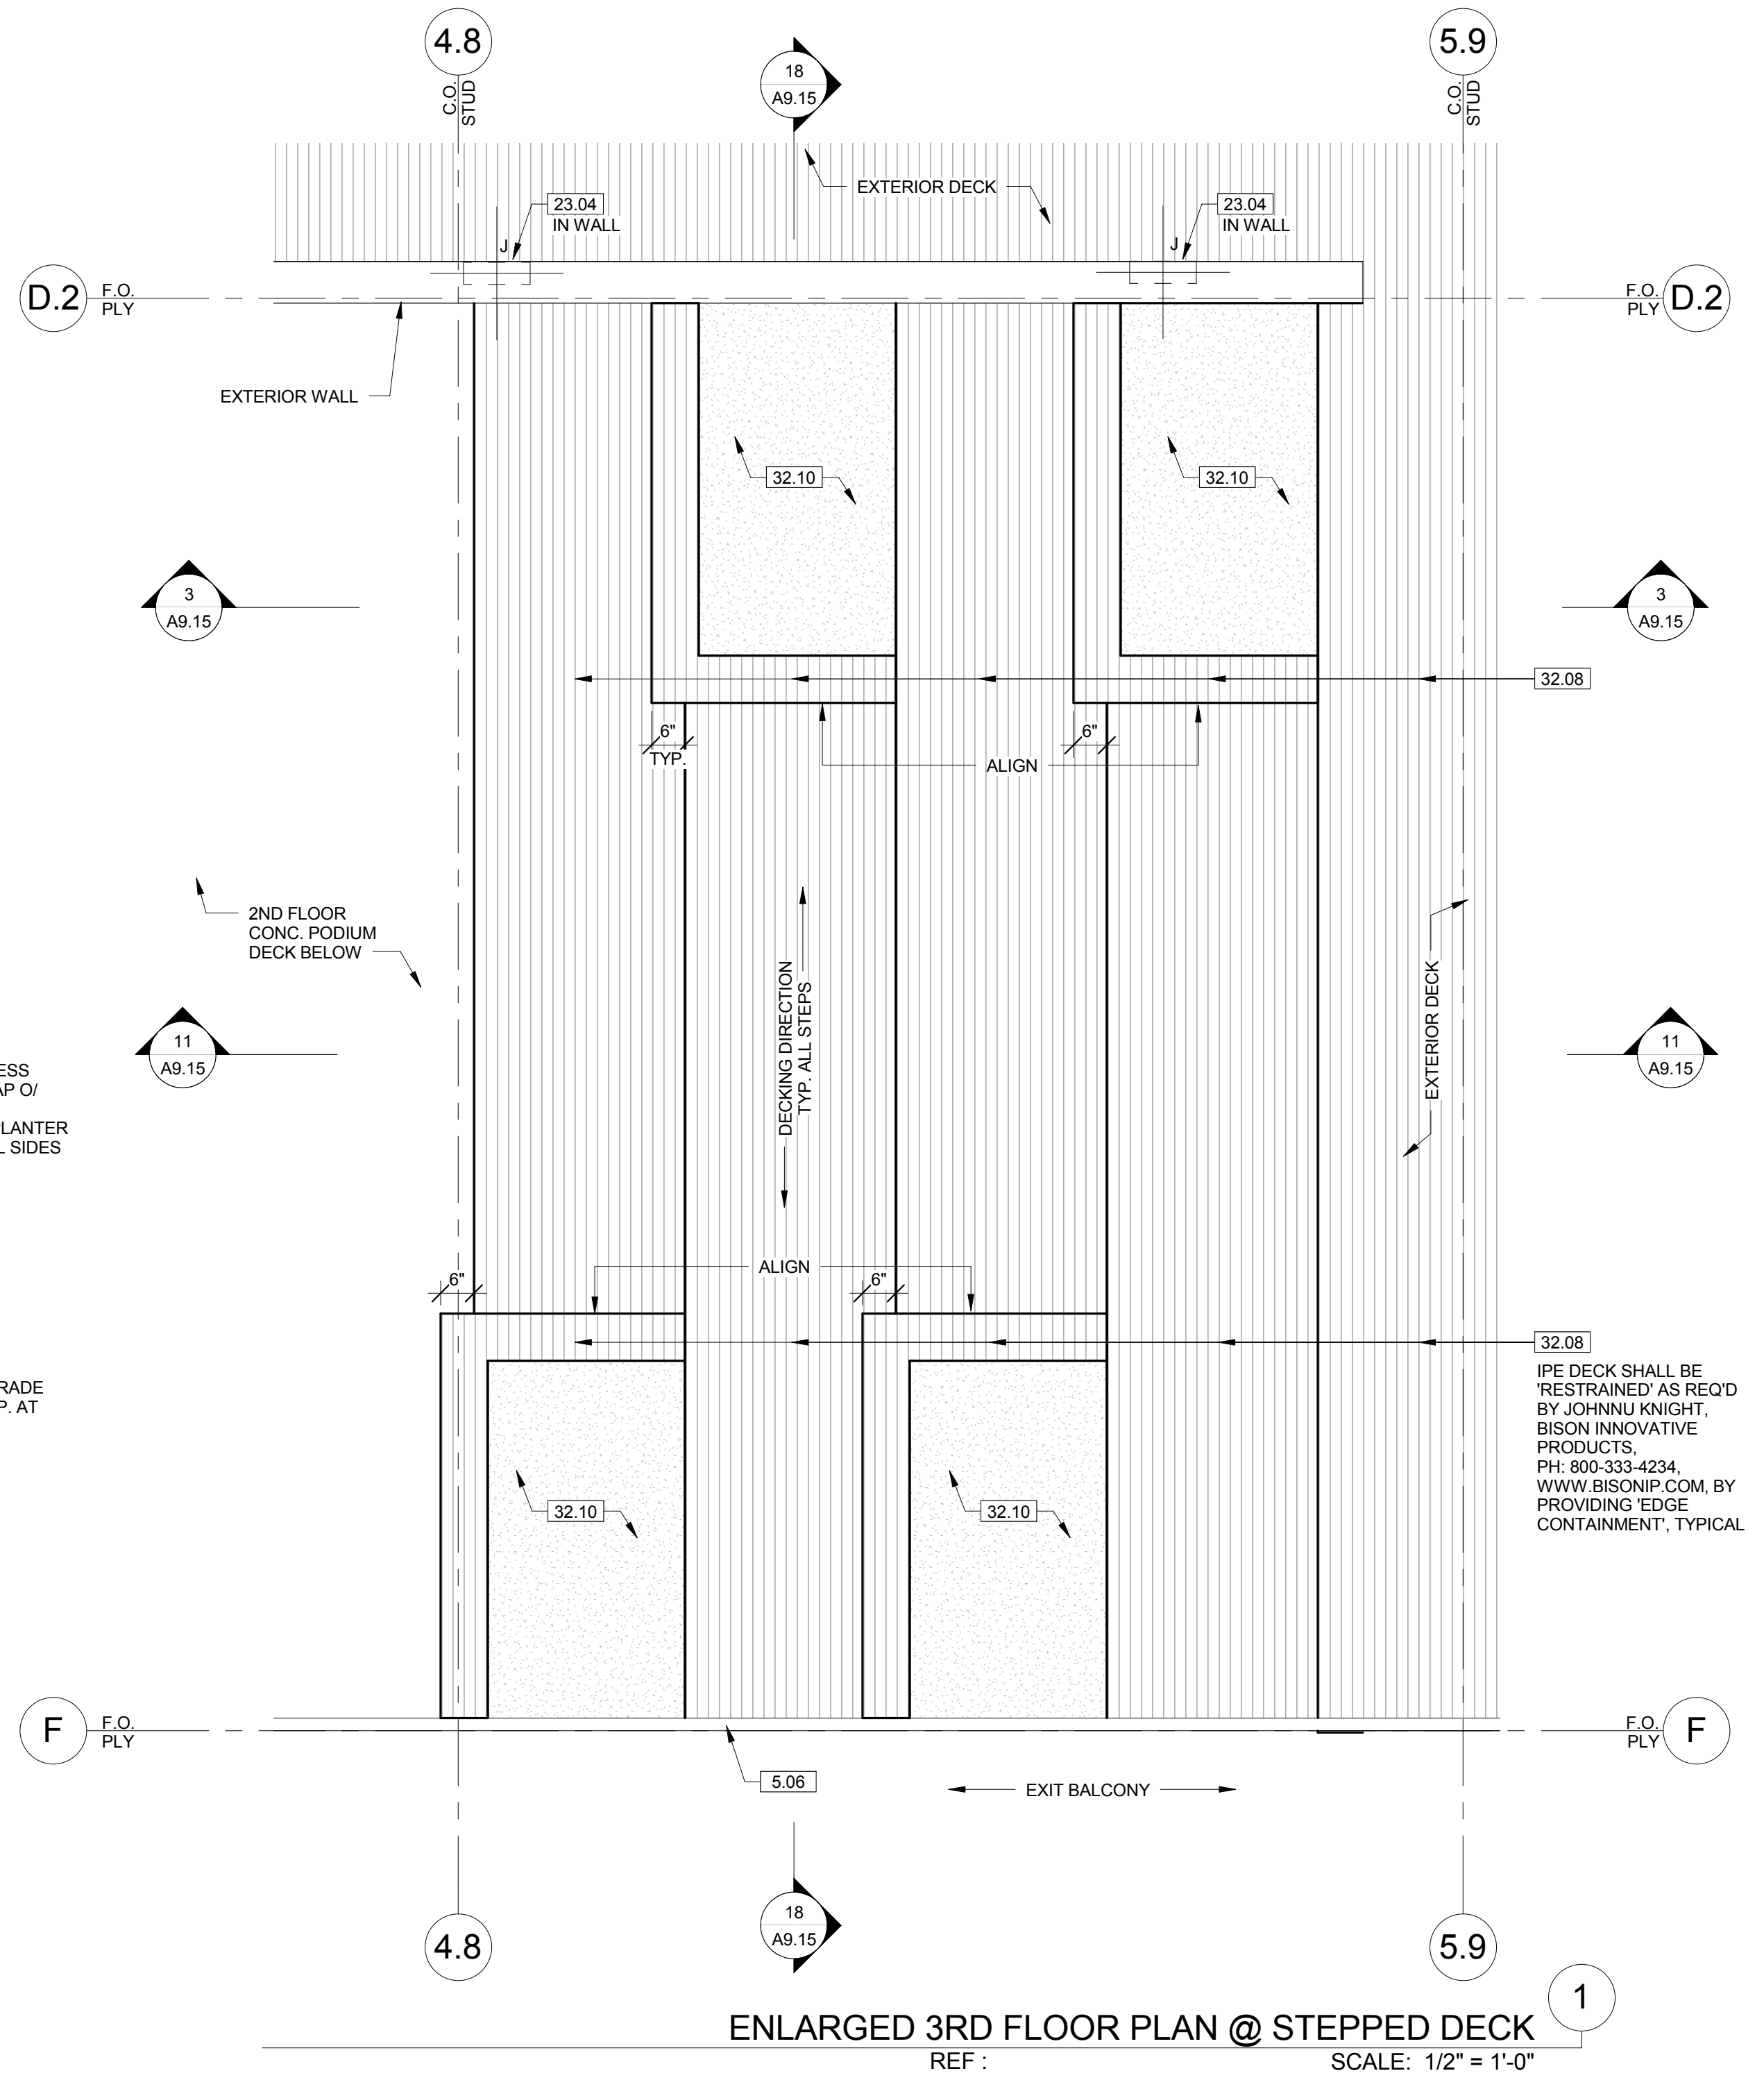 4.8
5.9
C.O.
STUD
18
A9.15
C.O.
STUD
EXTERIOR DECK
23.04
IN WALL
23.04
IN WALL
J
J
D.2
F.O.
PLY
F.O.
PLY
D.2
EXTERIOR WALL
32.10
32.10
3
A9.15
3
A9.15
32.08
6"
TYP.
6"
ALIGN
2ND FLOOR
CONC. PODIUM
DECK BELOW
DECKING DIRECTION
TYP. ALL STEPS
EXTERIOR DECK
11
A9.15
11
A9.15
ESS
AP O/
PLANTER
L SIDES
ALIGN
6"
6"
32.08
IPE DECK SHALL BE
'RESTRAINED' AS REQ'D
BY JOHNNU KNIGHT,
BISON INNOVATIVE
PRODUCTS,
PH: 800-333-4234,
WWW.BISONIP.COM, BY
PROVIDING 'EDGE
CONTAINMENT', TYPICAL
RADE
P. AT
32.10
32.10
F
F.O.
PLY
F.O.
PLY
F
5.06
EXIT BALCONY
18
A9.15
4.8
5.9
1
ENLARGED 3RD FLOOR PLAN @ STEPPED DECK
REF :
SCALE: 1/2" = 1'-0"